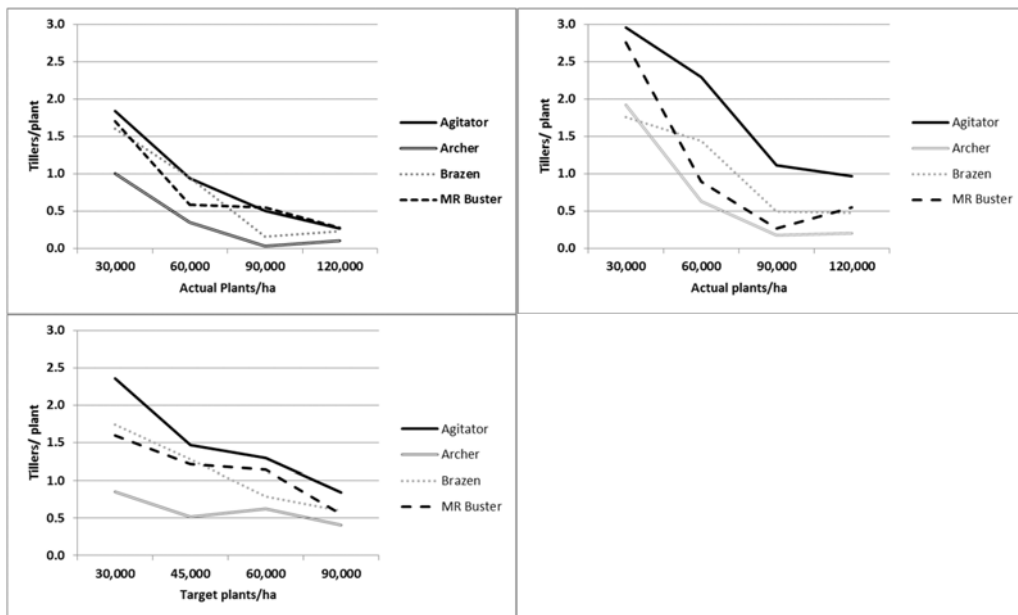 3.0
2.5
2.0
1.5
1.0
0.5
0.0
Tillers/plant
30,000 60,000 90,000 120,000
Actual Plants/ha
Agitator
Archer
Brazen
MR Buster
3.0
2.5
2.0
1.5
1.0
0.5
0.0
Tillers/ plant
30,000 60,000 90,000 120,000
Actual plants/ha
Agitator
Archer
Brazen
MR Buster
3.0
2.5
2.0
1.5
1.0
0.5
0.0
Tillers/ plant
30,000 45,000 60,000 90,000
Target plants/ha
Agitator
Archer
Brazen
MR Buster